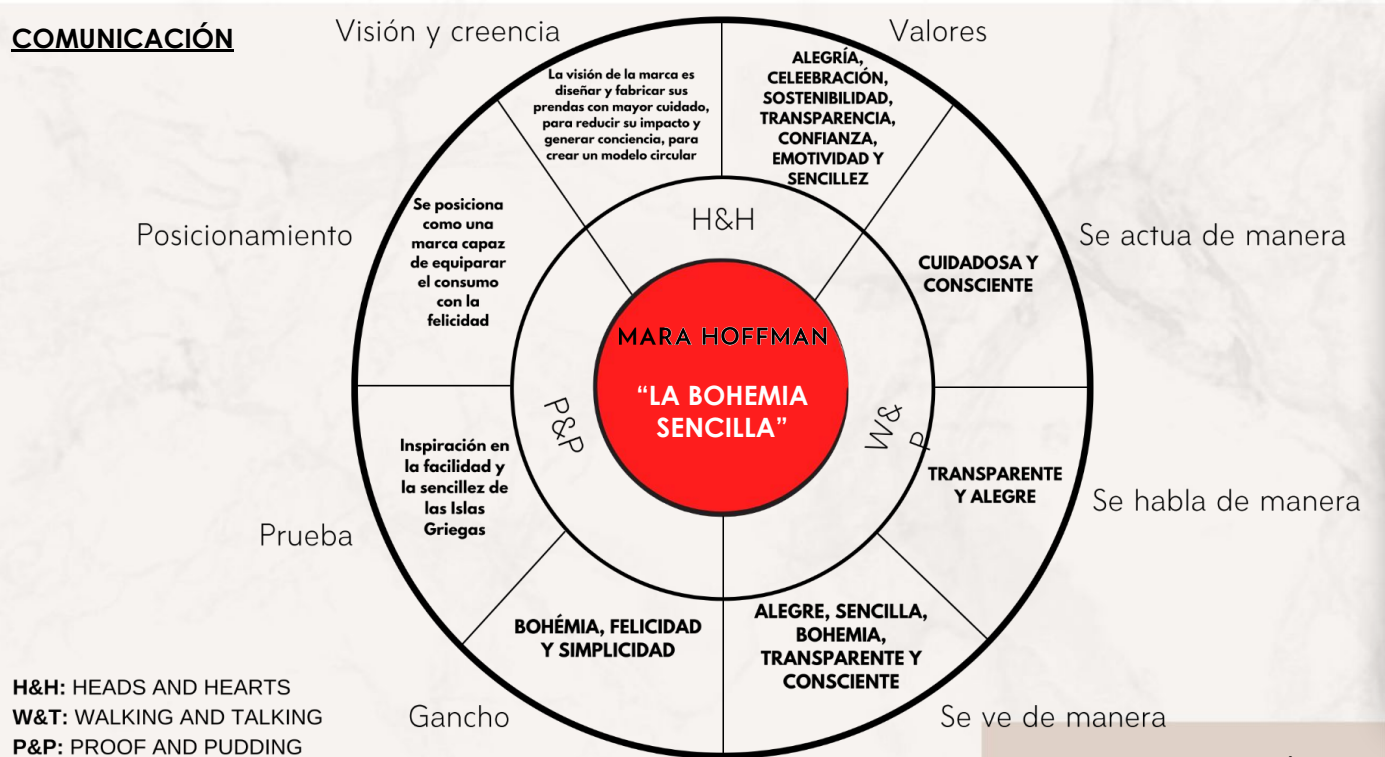 COMUNICACIÓN
Visión y creencia
Valores
La visión de la marca es
diseñar y fabricar sus
prendas con mayor cuidado,
para reducir su impacto y
generar conciencia, para
crear un modelo circular
ALEGRÍA,
CELEEBRACIÓN,
SOSTENIBILIDAD,
TRANSPARENCIA,
CONFIANZA,
EMOTIVIDAD Y
SENCILLEZ
Posicionamiento
Se posiciona
como una
marca capaz
de equiparar
el consumo
con la
felicidad
H&H
CUIDADOSA Y
CONSCIENTE
Se actua de manera
MARA HOFFMAN
“LA BOHEMIA
SENCILLA”
P&P
W&
P
Prueba
Inspiración en
la facilidad y
la sencillez de
las Islas
Griegas
TRANSPARENTE
Y ALEGRE
Se habla de manera
BOHÉMIA, FELICIDAD
Y SIMPLICIDAD
Gancho
ALEGRE, SENCILLA,
BOHEMIA,
TRANSPARENTE Y
CONSCIENTE
Se ve de manera
H&H: HEADS AND HEARTS
W&T: WALKING AND TALKING
P&P: PROOF AND PUDDING